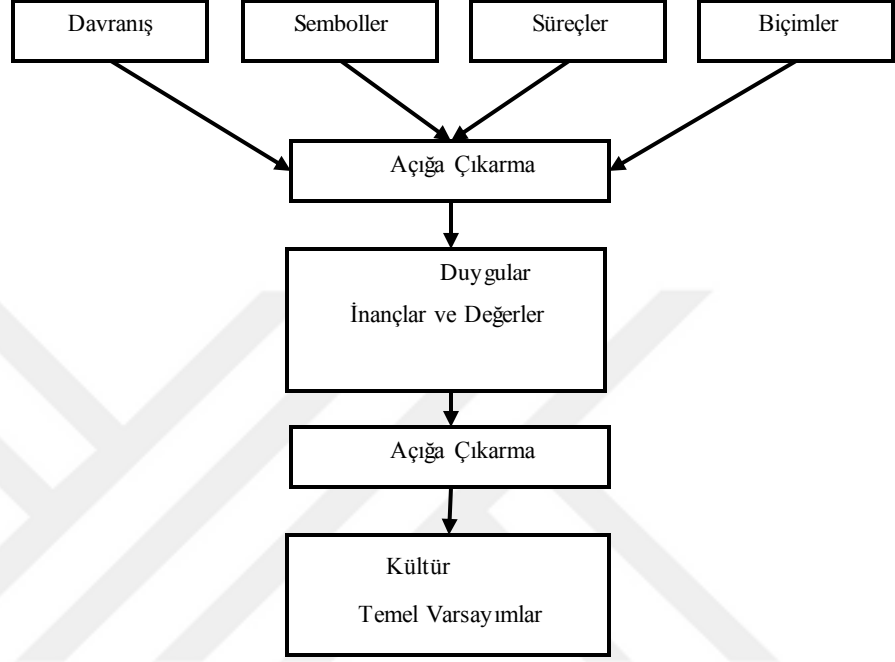 Davranış
Semboller
Süreçler
Biçimler
Açığa Çıkarma
Duygular
İnançlar ve Değerler
Açığa Çıkarma
Kültür
Temel Varsayımlar